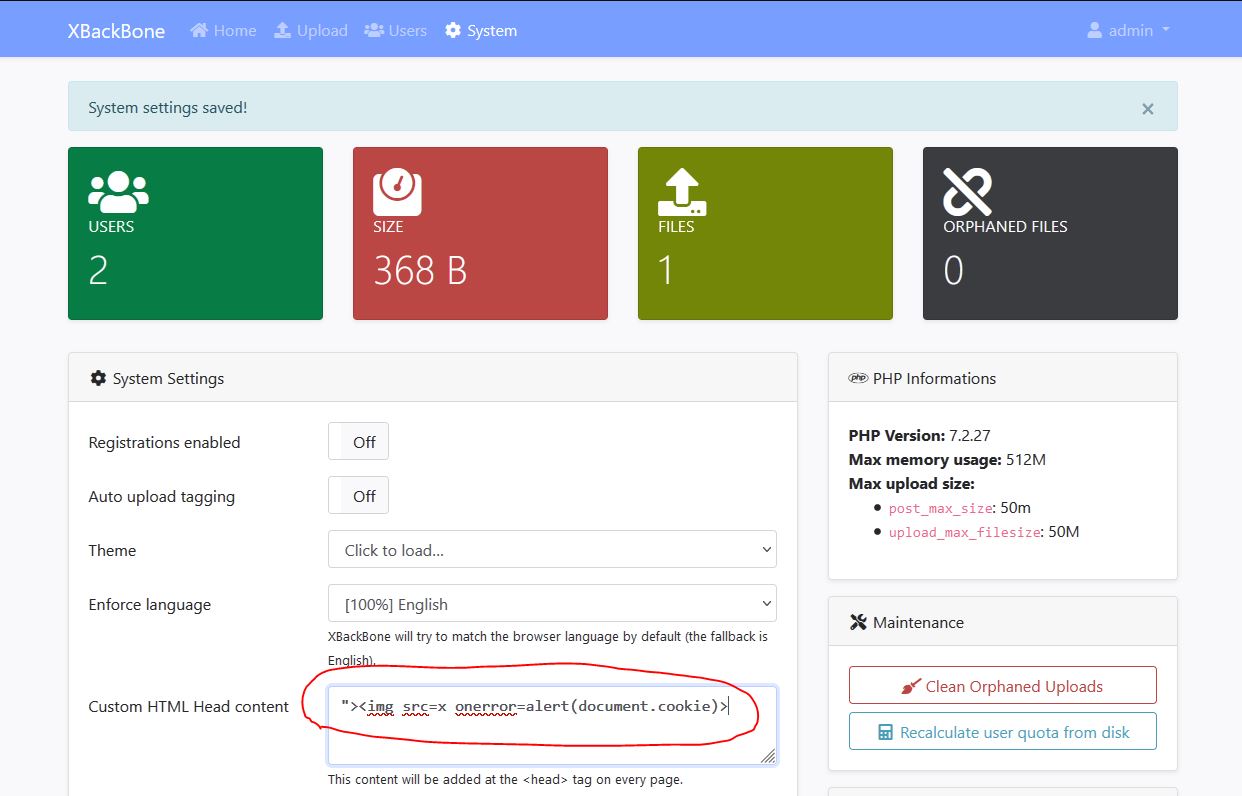 XBackBone Home Upload Users System admin
System settings saved! ×
USERS
2
SIZE
368 B
FILES
1
ORPHANED FILES
0
System Settings
Registrations enabled Off
Auto upload tagging Off
Theme Click to load...
Enforce language [100%] English
XBackBone will try to match the browser language by default (the fallback is
English).
Custom HTML Head content "><img src=x onerror=alert(document.cookie)>
This content will be added at the <head> tag on every page.
php PHP Informations
PHP Version: 7.2.27
Max memory usage: 512M
Max upload size:
• post_max_size: 50m
• upload_max_filesize: 50M
Maintenance
Clean Orphaned Uploads
Recalculate user quota from disk